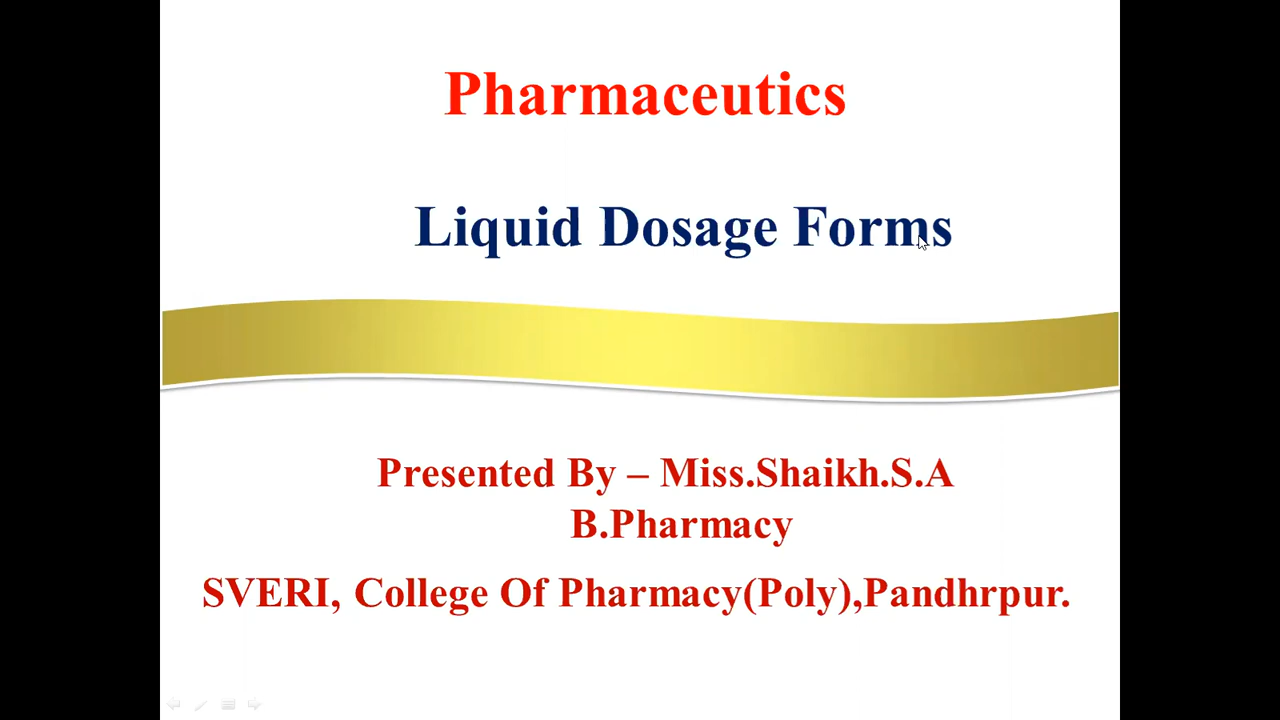 Pharmaceutics
Liquid Dosage Forms
Presented By – Miss.Shaikh.S.A
B.Pharmacy
SVERI, College Of Pharmacy(Poly),Pandhrpur.